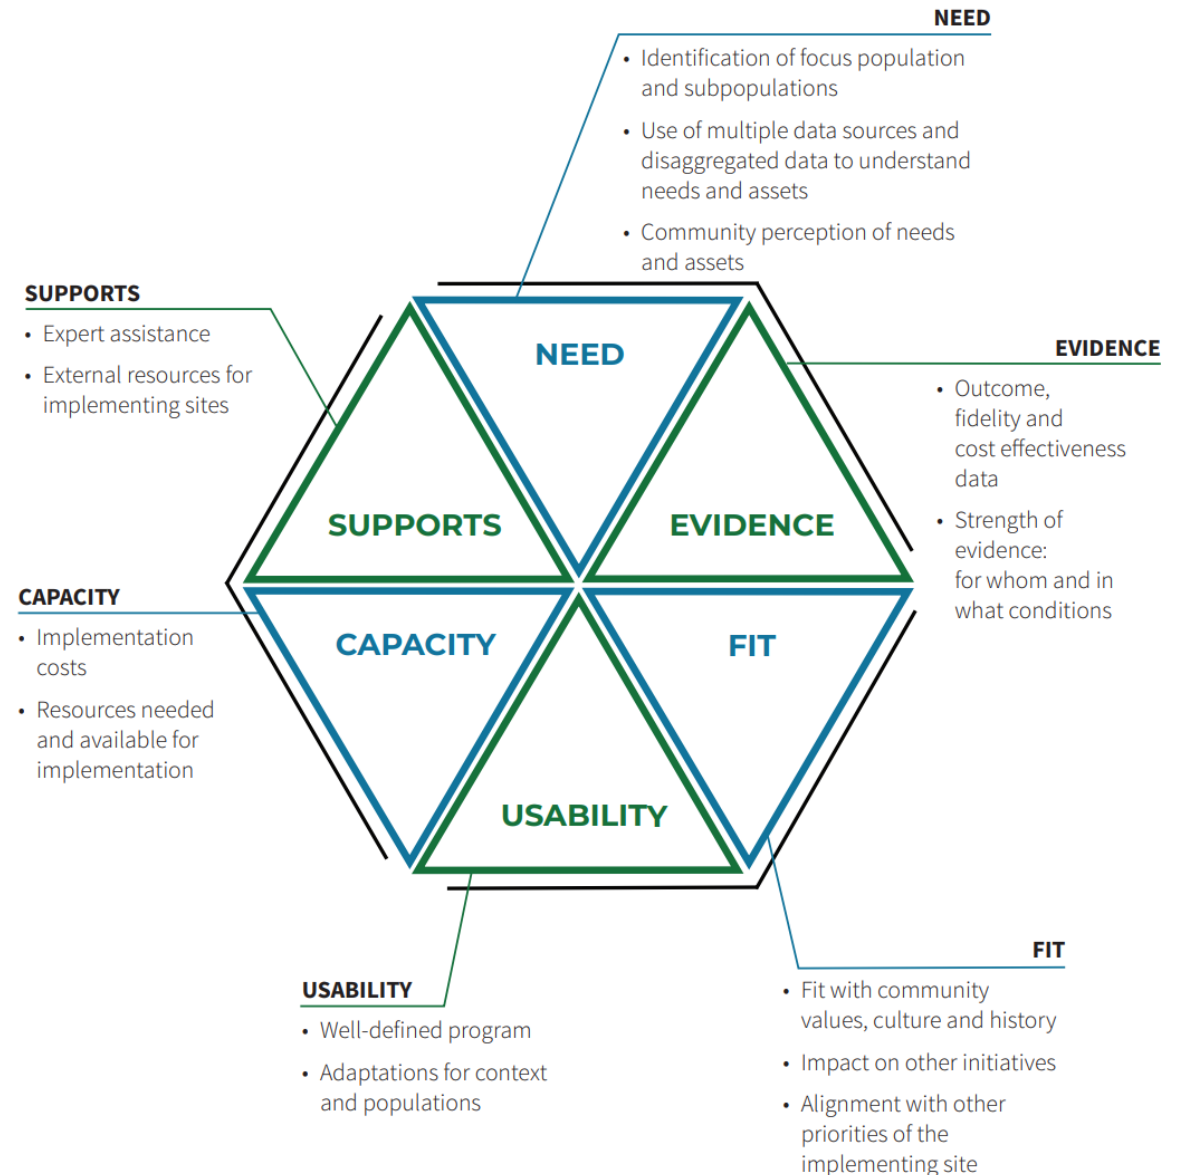 NEED
• Identification of focus population
and subpopulations
• Use of multiple data sources and
disaggregated data to understand
needs and assets
• Community perception of needs
and assets
SUPPORTS
• Expert assistance
• External resources for
implementing sites
NEED
EVIDENCE
• Outcome,
fidelity and
cost effectiveness
data
• Strength of
evidence:
for whom and in
what conditions
SUPPORTS
EVIDENCE
CAPACITY
• Implementation
costs
• Resources needed
and available for
implementation
CAPACITY
FIT
USABILITY
USABILITY
• Well-defined program
• Adaptations for context
and populations
FIT
• Fit with community
values, culture and history
• Impact on other initiatives
• Alignment with other
priorities of the
implementing site